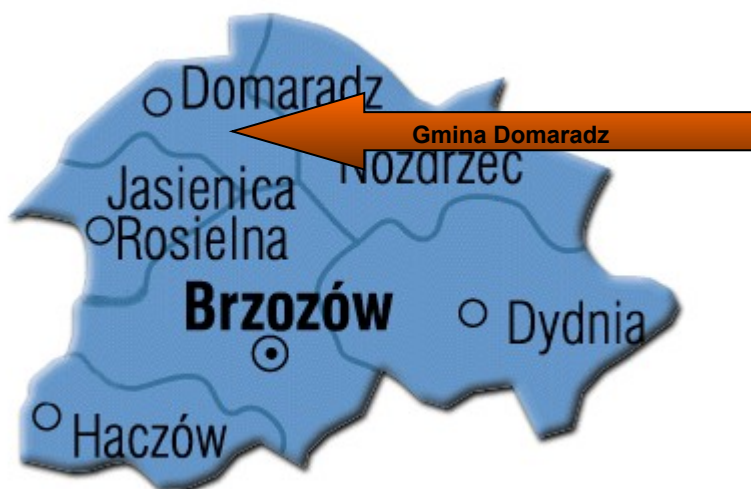 Domaradz
Gmina Domaradz
Nozdrzec
Jasienica
Rosielna
Brzozów
Dydnia
Haczów